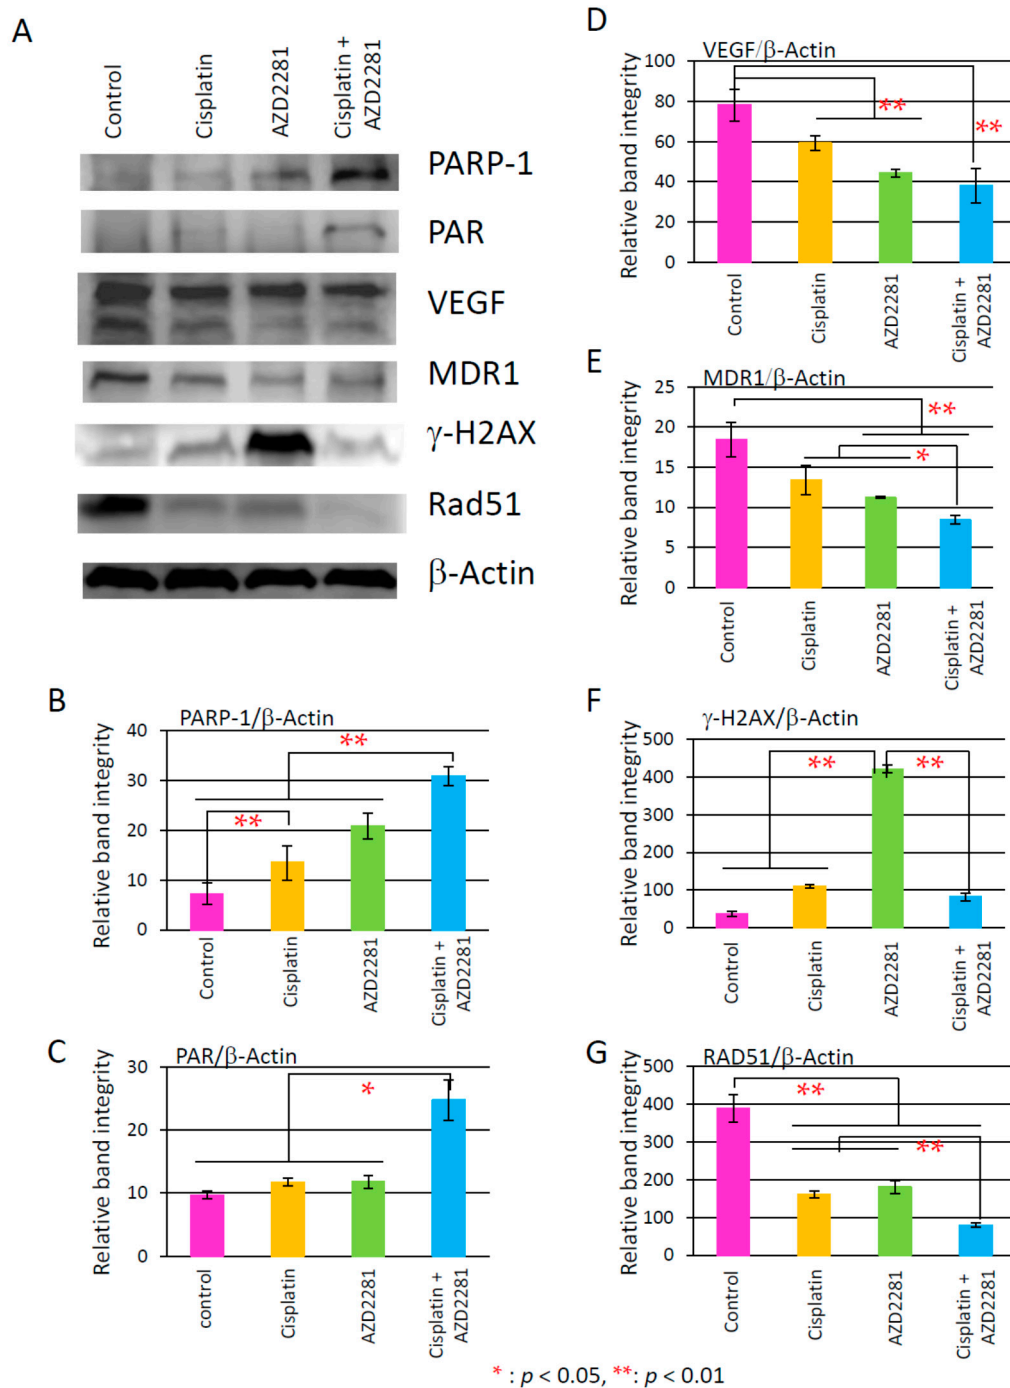 A
Control
Cisplatin
AZD2281
Cisplatin +
AZD2281
PARP-1
PAR
VEGF
MDR1
γ-H2AX
Rad51
β-Actin
B
PARP-1/β-Actin
Relative band integrity
40
30
20
10
0
**
**
Control
Cisplatin
AZD2281
Cisplatin +
AZD2281
C
PAR/β-Actin
Relative band integrity
30
20
10
0
*
control
Cisplatin
AZD2281
Cisplatin +
AZD2281
D
VEGF/β-Actin
Relative band integrity
100
80
60
40
20
0
**
**
Control
Cisplatin
AZD2281
Cisplatin +
AZD2281
E
MDR1/β-Actin
Relative band integrity
25
20
15
10
5
0
**
*
Control
Cisplatin
AZD2281
Cisplatin +
AZD2281
F
γ-H2AX/β-Actin
Relative band integrity
500
400
300
200
100
0
**
**
Control
Cisplatin
AZD2281
Cisplatin +
AZD2281
G
RAD51/β-Actin
Relative band integrity
500
400
300
200
100
0
**
**
Control
Cisplatin
AZD2281
Cisplatin +
AZD2281
* : p < 0.05, **: p < 0.01